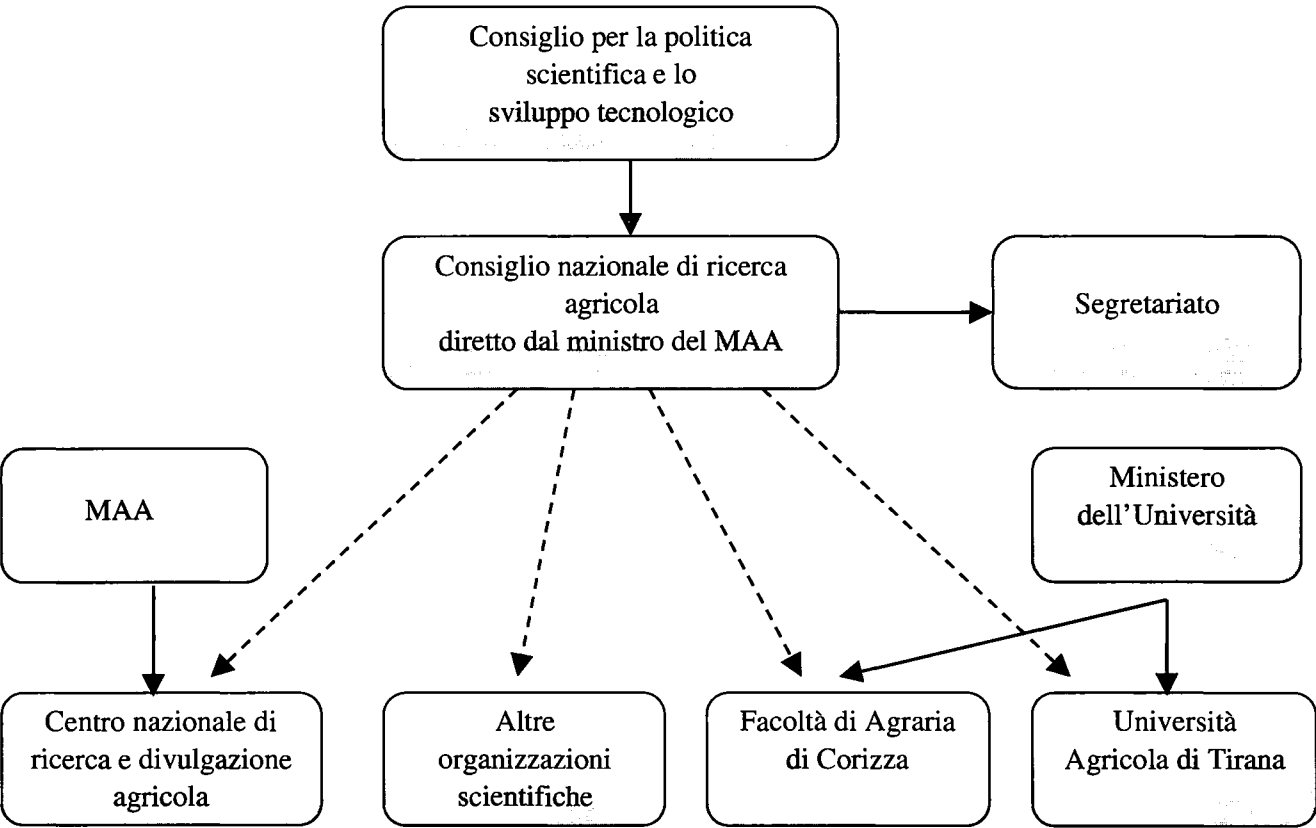 Consiglio per la politica
scientifica e lo
sviluppo tecnologico
Consiglio nazionale di ricerca
agricola
diretto dal ministro del MAA
Segretariato
MAA
Ministero
dell'Università
Centro nazionale di
ricerca e divulgazione
agricola
Altre
organizzazioni
scientifiche
Facoltà di Agraria
di Corizza
Università
Agricola di Tirana